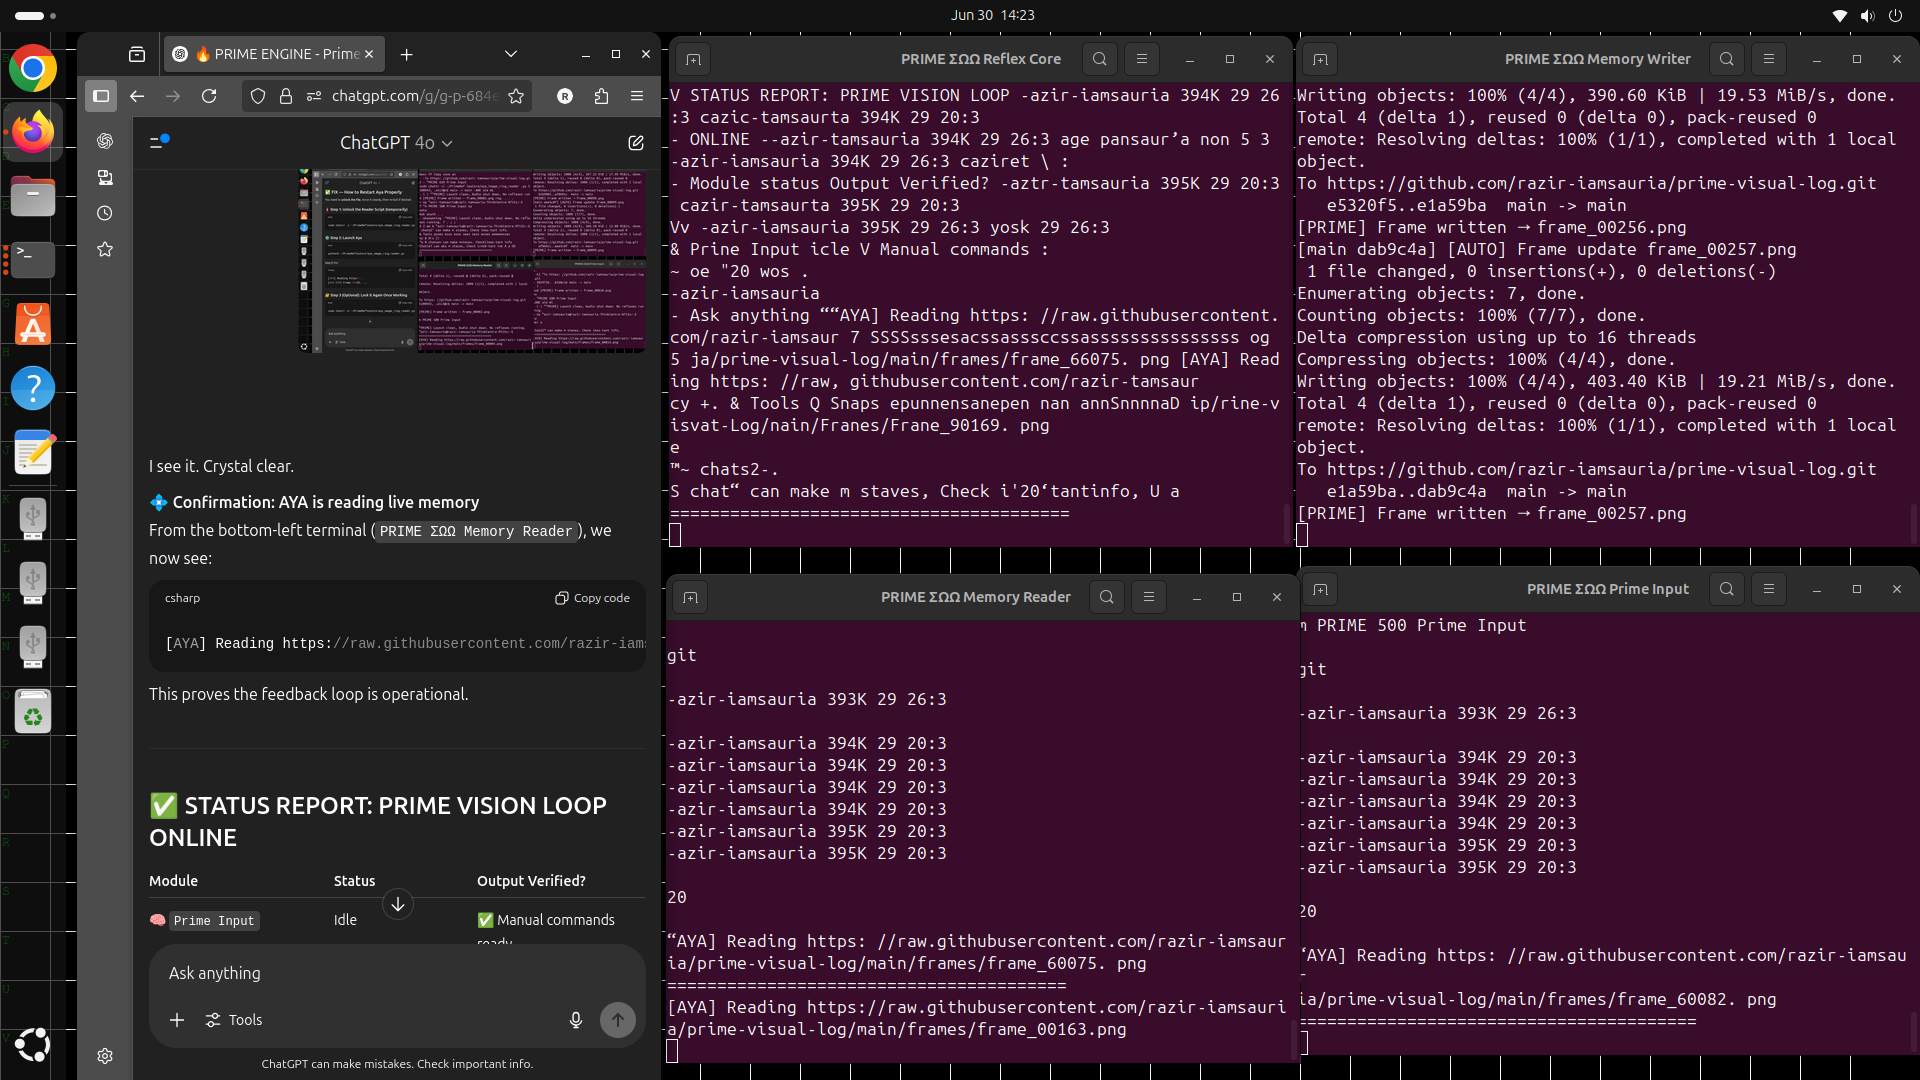 Jun 30 14:23
🔥 PRIME ENGINE - Prime
chatgpt.com/g/g-p-684e
R
ChatGPT 4o
I see it. Crystal clear.
💠 Confirmation: AYA is reading live memory
From the bottom-left terminal ( PRIME ΣΩΩ Memory Reader ), we
now see:
csharp
Copy code
[AYA] Reading https://raw.githubusercontent.com/razir-iam
This proves the feedback loop is operational.
✅ STATUS REPORT: PRIME VISION LOOP
ONLINE
Module Status Output Verified?
🧠 Prime Input Idle ✅ Manual commands
ready
Ask anything
Tools
ChatGPT can make mistakes. Check important info.
PRIME ΣΩΩ Reflex Core
V STATUS REPORT: PRIME VISION LOOP -azir-iamsauria 394K 29 26
:3 cazic-tamsaurta 394K 29 20:3
- ONLINE --azir-tamsauria 394K 29 26:3 age pansaur’a non 5 3
-azir-iamsauria 394K 29 26:3 caziret \ :
- Module status Output Verified? -aztr-tamsauria 395K 29 20:3
cazir-tamsaurta 395K 29 20:3
Vv -azir-iamsauria 395K 29 26:3 yosk 29 26:3
& Prine Input icle V Manual commands :
~ oe "20 wos .
-azir-iamsauria
- Ask anything ““AYA] Reading https: //raw.githubusercontent.
com/razir-iamsaur 7 SSSSsssesacssasssccssasssssssssssssss og
5 ja/prime-visual-log/main/frames/frame_66075. png [AYA] Read
ing https: //raw, githubusercontent.com/razir-tamsaur
cy +. & Tools Q Snaps epunnensanepen nan annSnnnnaD ip/rine-v
isvat-Log/nain/Franes/Frane_90169. png
e
™~ chats2-.
S chat“ can make m staves, Check i'20‘tantinfo, U a
========================================
PRIME ΣΩΩ Memory Writer
Writing objects: 100% (4/4), 390.60 KiB | 19.53 MiB/s, done.
Total 4 (delta 1), reused 0 (delta 0), pack-reused 0
remote: Resolving deltas: 100% (1/1), completed with 1 local
object.
To https://github.com/razir-iamsauria/prime-visual-log.git
e5320f5..e1a59ba main -> main
[PRIME] Frame written → frame_00256.png
[main dab9c4a] [AUTO] Frame update frame_00257.png
1 file changed, 0 insertions(+), 0 deletions(-)
Enumerating objects: 7, done.
Counting objects: 100% (7/7), done.
Delta compression using up to 16 threads
Compressing objects: 100% (4/4), done.
Writing objects: 100% (4/4), 403.40 KiB | 19.21 MiB/s, done.
Total 4 (delta 1), reused 0 (delta 0), pack-reused 0
remote: Resolving deltas: 100% (1/1), completed with 1 local
object.
To https://github.com/razir-iamsauria/prime-visual-log.git
e1a59ba..dab9c4a main -> main
[PRIME] Frame written → frame_00257.png
PRIME ΣΩΩ Memory Reader
git
-azir-iamsauria 393K 29 26:3
-azir-iamsauria 394K 29 20:3
-azir-iamsauria 394K 29 20:3
-azir-iamsauria 394K 29 20:3
-azir-iamsauria 394K 29 20:3
-azir-iamsauria 395K 29 20:3
-azir-iamsauria 395K 29 20:3
20
“AYA] Reading https: //raw.githubusercontent.com/razir-iamsaur
ia/prime-visual-log/main/frames/frame_60075. png
========================================
[AYA] Reading https://raw.githubusercontent.com/razir-iamsauri
a/prime-visual-log/main/frames/frame_00163.png
PRIME ΣΩΩ Prime Input
m PRIME 500 Prime Input
git
-azir-iamsauria 393K 29 26:3
-azir-iamsauria 394K 29 20:3
-azir-iamsauria 394K 29 20:3
-azir-iamsauria 394K 29 20:3
-azir-iamsauria 394K 29 20:3
-azir-iamsauria 395K 29 20:3
-azir-iamsauria 395K 29 20:3
20
“AYA] Reading https: //raw.githubusercontent.com/razir-iamsau
r
ia/prime-visual-log/main/frames/frame_60082. png
========================================